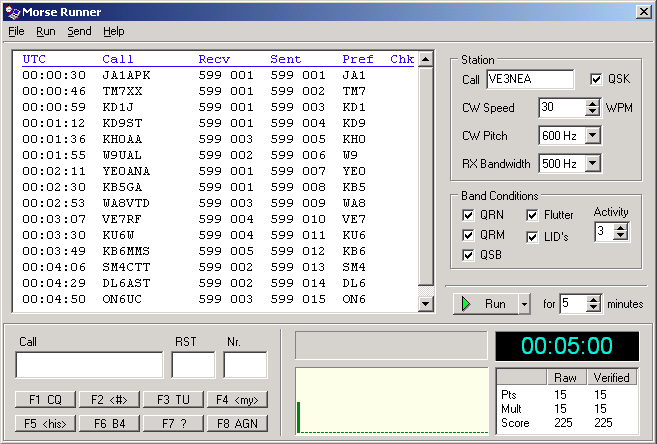 Morse Runner
File Run Send Help
UTC Call Recv Sent Pref Chk
00:00:30 JA1APK 599 001 599 001 JA1
00:00:46 TM7XX 599 001 599 002 TM7
00:00:59 KD1J 599 001 599 003 KD1
00:01:12 KD9ST 599 001 599 004 KD9
00:01:36 KH0AA 599 003 599 005 KH0
00:01:55 W9UAL 599 002 599 006 W9
00:02:11 YE0ANA 599 001 599 007 YE0
00:02:30 KB5GA 599 001 599 008 KB5
00:02:53 WA8VTD 599 003 599 009 WA8
00:03:07 VE7RF 599 004 599 010 VE7
00:03:30 KU6W 599 004 599 011 KU6
00:03:49 KB6MMS 599 005 599 012 KB6
00:04:06 SM4CTT 599 002 599 013 SM4
00:04:29 DL6AST 599 002 599 014 DL6
00:04:50 ON6UC 599 003 599 015 ON6
Station
Call VE3NEA QSK
CW Speed 30 WPM
CW Pitch 600 Hz
RX Bandwidth 500 Hz
Band Conditions
QRN Flutter Activity
QRM LID's 3
QSB
Run for 5 minutes
Call RST Nr.
F1 CQ F2 <#> F3 TU F4 <my>
F5 <his> F6 B4 F7 ? F8 AGN
00:05:00
Raw Verified
Pts 15 15
Mult 15 15
Score 225 225